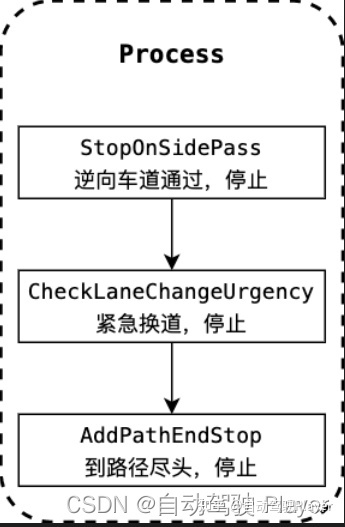 Process
StopOnSidePass
逆向车道通过，停止
CheckLaneChangeUrgency
紧急换道，停止
AddPathEndStop
到路径尽头，停止
CSDN @自动驾驶 Player